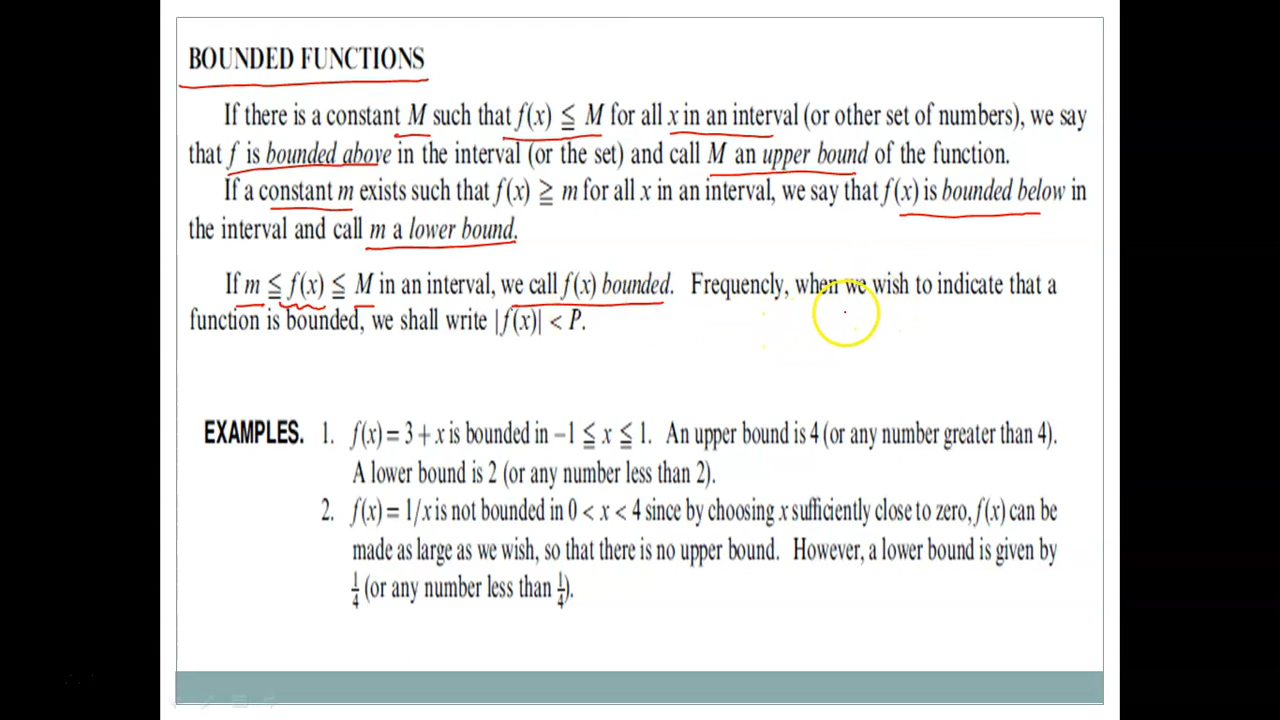 BOUNDED FUNCTIONS
If there is a constant M such that f(x) ≦ M for all x in an interval (or other set of numbers), we say
that f is bounded above in the interval (or the set) and call M an upper bound of the function.
If a constant m exists such that f(x) ≧ m for all x in an interval, we say that f(x) is bounded below in
the interval and call m a lower bound.
If m ≦ f(x) ≦ M in an interval, we call f(x) bounded. Frequencly, when we wish to indicate that a
function is bounded, we shall write |f(x)| < P.
EXAMPLES. 1. f(x) = 3 + x is bounded in −1 ≦ x ≦ 1. An upper bound is 4 (or any number greater than 4).
A lower bound is 2 (or any number less than 2).
2. f(x) = 1/x is not bounded in 0 < x < 4 since by choosing x sufficiently close to zero, f(x) can be
made as large as we wish, so that there is no upper bound. However, a lower bound is given by
1/4 (or any number less than 1/4).